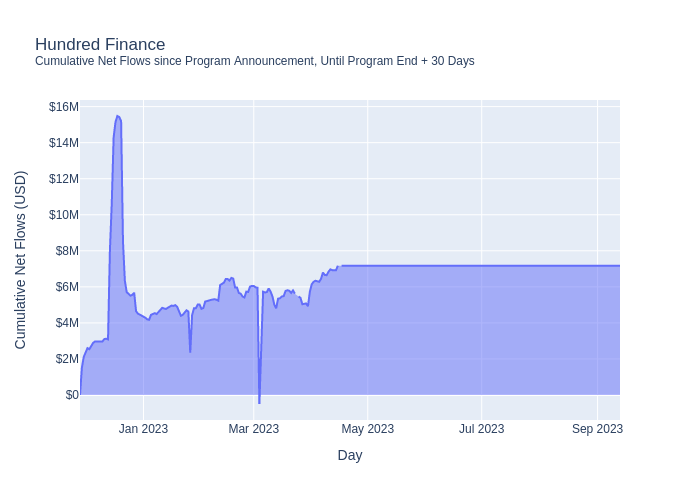 Hundred Finance
Cumulative Net Flows since Program Announcement, Until Program End + 30 Days
Cumulative Net Flows (USD)
$16M
$14M
$12M
$10M
$8M
$6M
$4M
$2M
$0
Jan 2023
Mar 2023
May 2023
Jul 2023
Sep 2023
Day